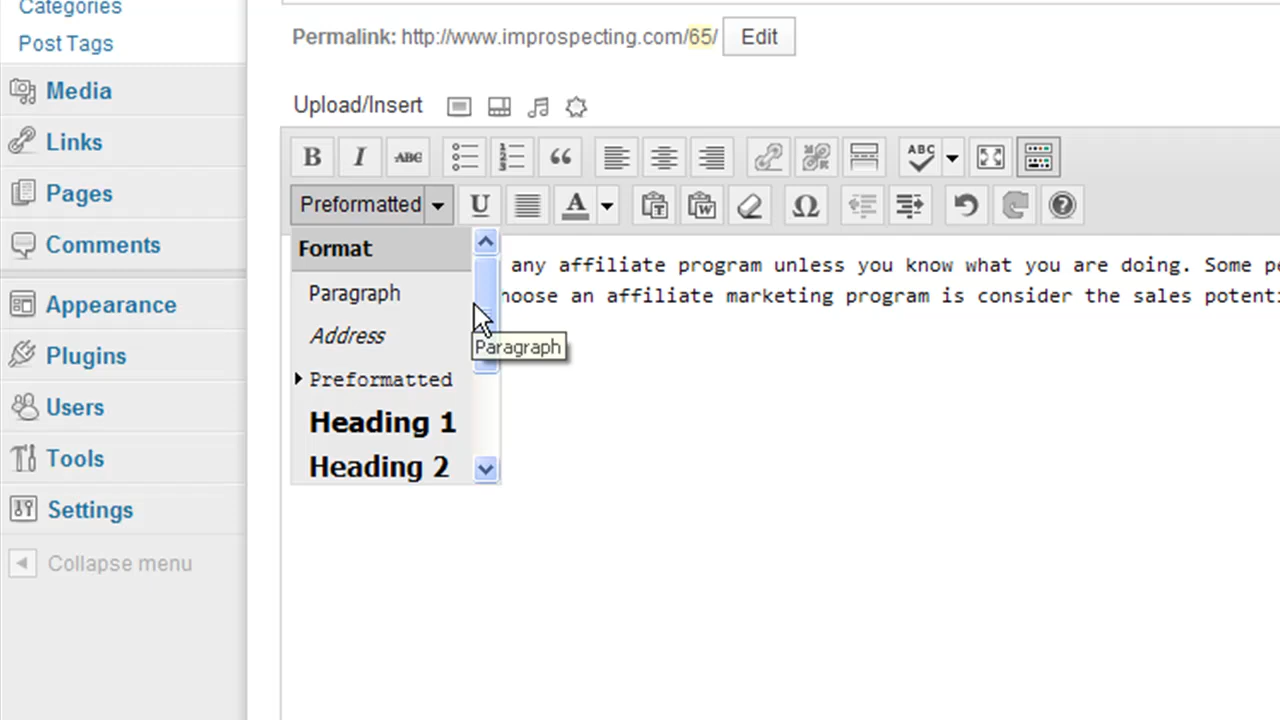 Categories
Post Tags
Media
Links
Pages
Comments
Appearance
Plugins
Users
Tools
Settings
Collapse menu
Permalink: http://www.improspecting.com/65/ Edit
Upload/Insert
B I ABC ABC
Preformatted U A Ω
Format
Paragraph
Address
Preformatted
Heading 1
Heading 2
Paragraph
any affiliate program unless you know what you are doing. Some
hoose an affiliate marketing program is consider the sales potenti